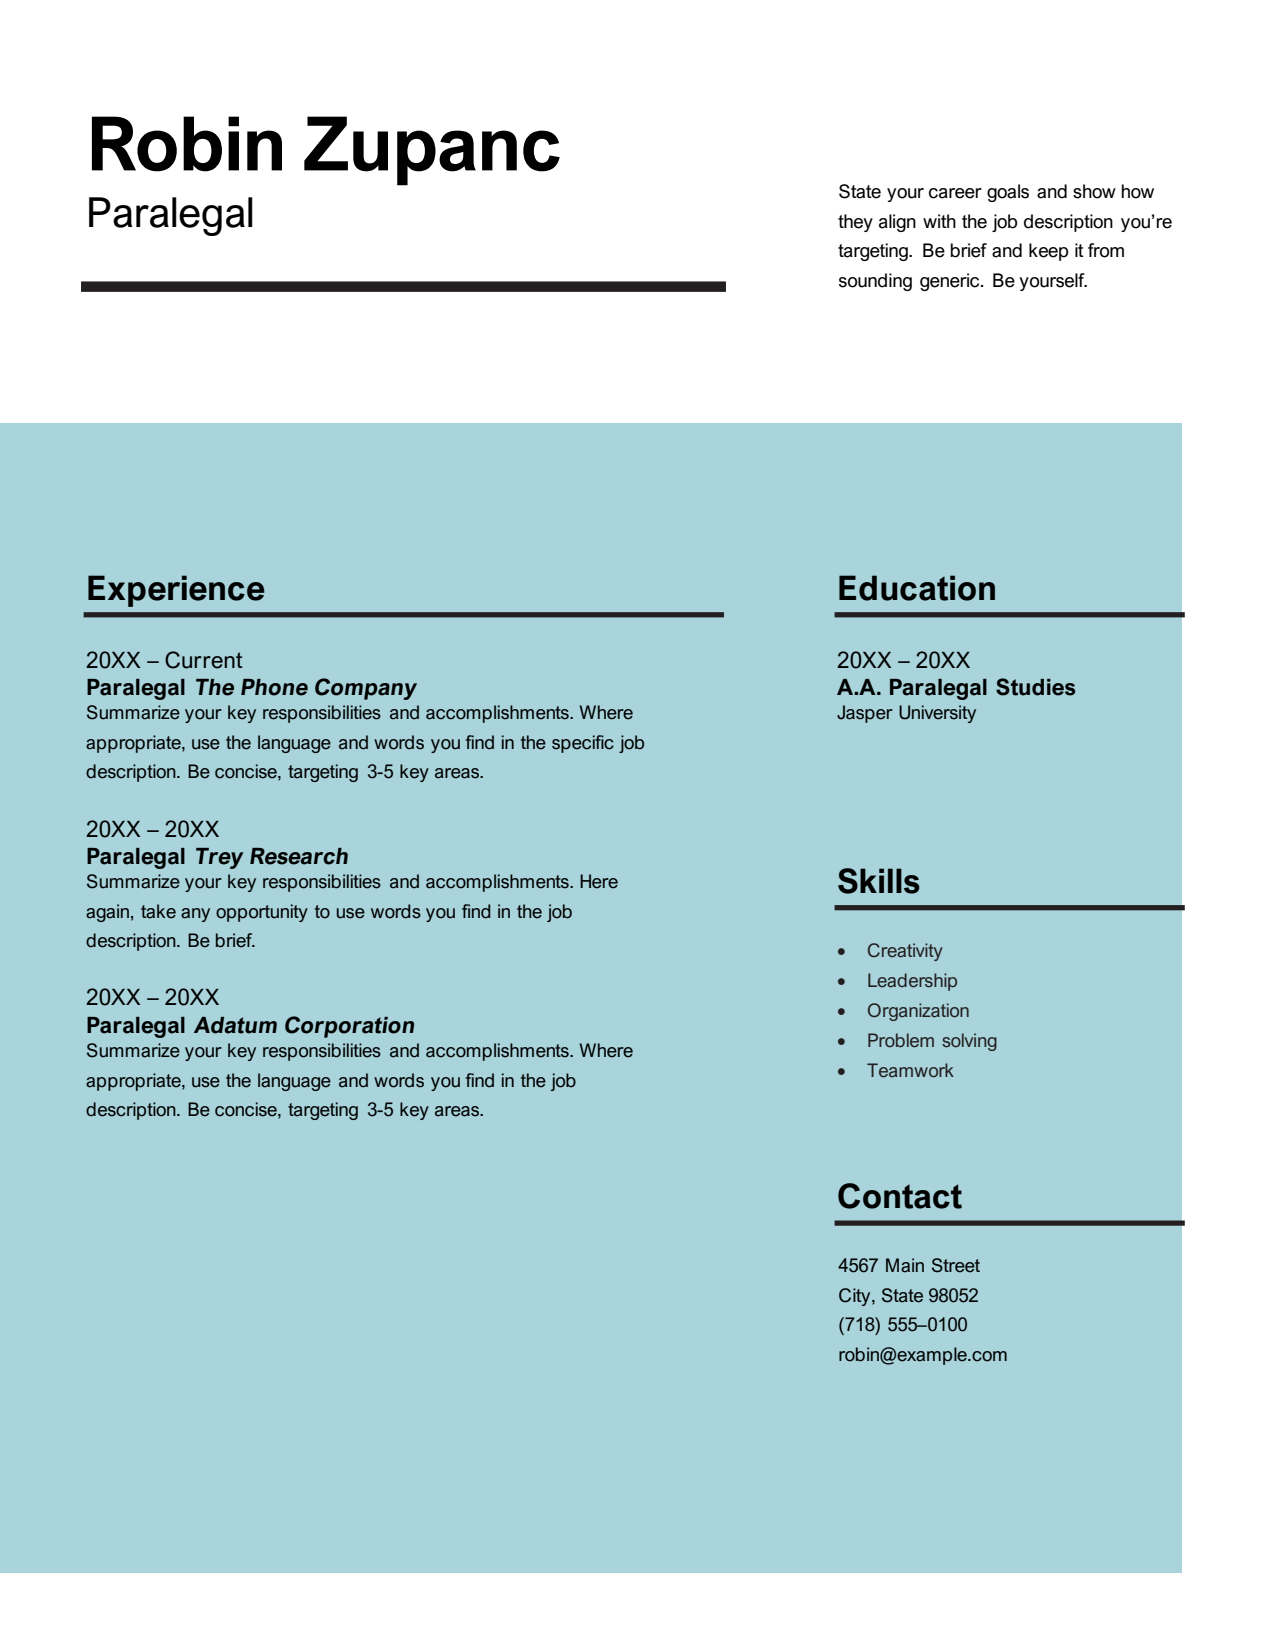 Robin Zupanc
Paralegal
State your career goals and show how
they align with the job description you’re
targeting. Be brief and keep it from
sounding generic. Be yourself.
Experience
20XX – Current
Paralegal The Phone Company
Summarize your key responsibilities and accomplishments. Where
appropriate, use the language and words you find in the specific job
description. Be concise, targeting 3-5 key areas.
20XX – 20XX
Paralegal Trey Research
Summarize your key responsibilities and accomplishments. Here
again, take any opportunity to use words you find in the job
description. Be brief.
20XX – 20XX
Paralegal Adatum Corporation
Summarize your key responsibilities and accomplishments. Where
appropriate, use the language and words you find in the job
description. Be concise, targeting 3-5 key areas.
Education
20XX – 20XX
A.A. Paralegal Studies
Jasper University
Skills
• Creativity
• Leadership
• Organization
• Problem solving
• Teamwork
Contact
4567 Main Street
City, State 98052
(718) 555–0100
robin@example.com